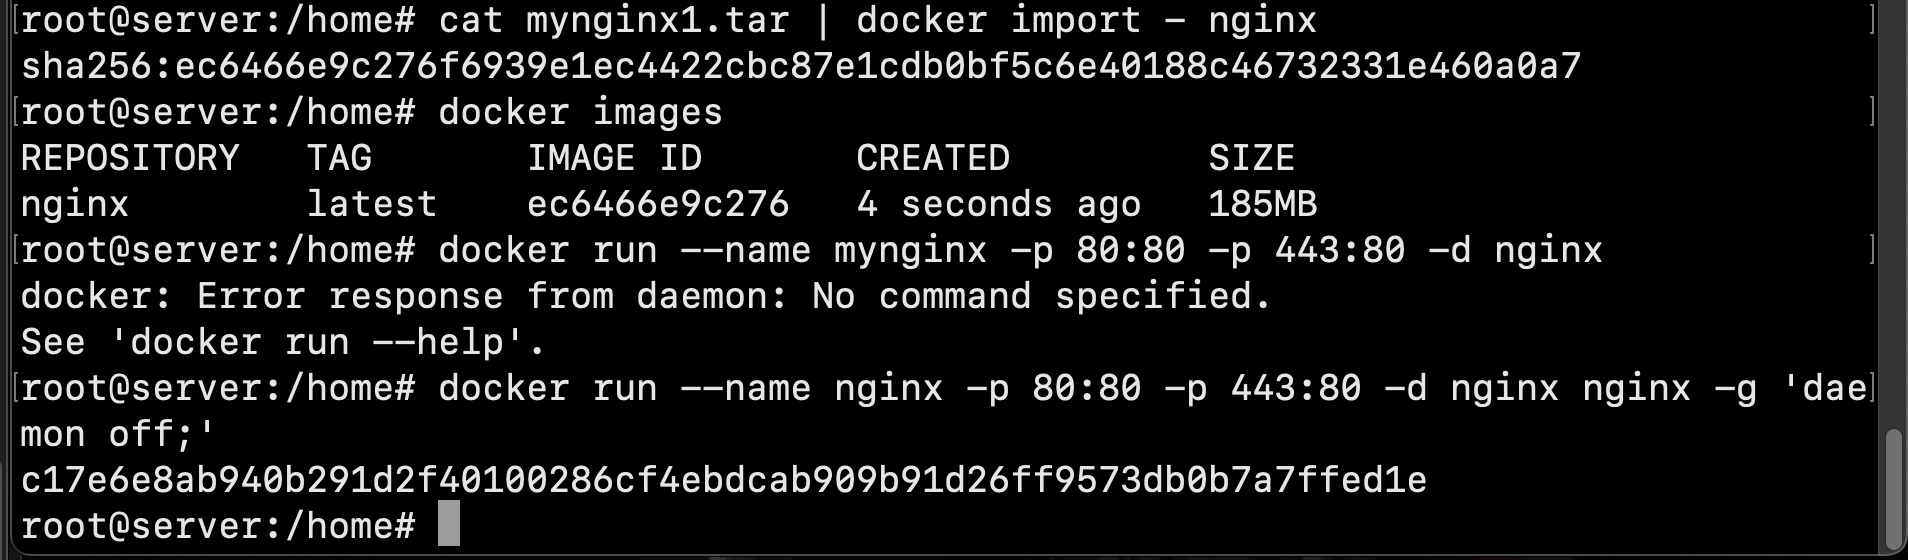 [root@server:/home# cat mynginx1.tar | docker import - nginx ]
sha256:ec6466e9c276f6939e1ec4422cbc87e1cdb0bf5c6e40188c46732331e460a0a7
[root@server:/home# docker images ]
REPOSITORY TAG IMAGE ID CREATED SIZE
nginx latest ec6466e9c276 4 seconds ago 185MB
[root@server:/home# docker run --name mynginx -p 80:80 -p 443:80 -d nginx ]
docker: Error response from daemon: No command specified.
See 'docker run --help'.
[root@server:/home# docker run --name nginx -p 80:80 -p 443:80 -d nginx nginx -g 'dae]
mon off;'
c17e6e8ab940b291d2f40100286cf4ebdcab909b91d26ff9573db0b7a7ffed1e
root@server:/home#